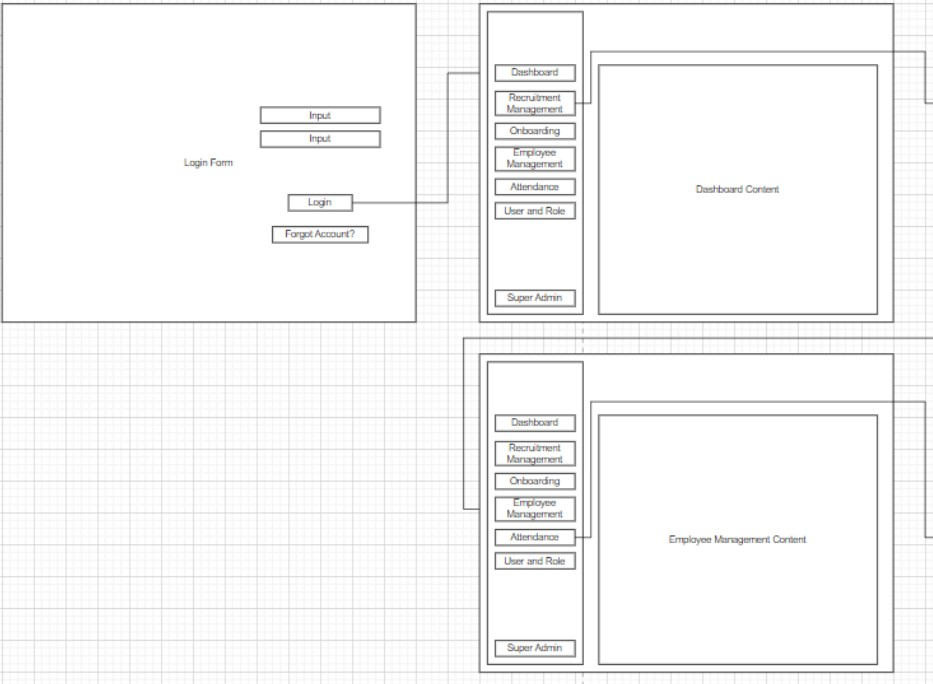 Input
Input
Login Form
Login
Forgot Account?
Dashboard
Recruitment
Management
Onboarding
Employee
Management
Attendance
User and Role
Super Admin
Dashboard Content
Dashboard
Recruitment
Management
Onboarding
Employee
Management
Attendance
User and Role
Super Admin
Employee Management Content